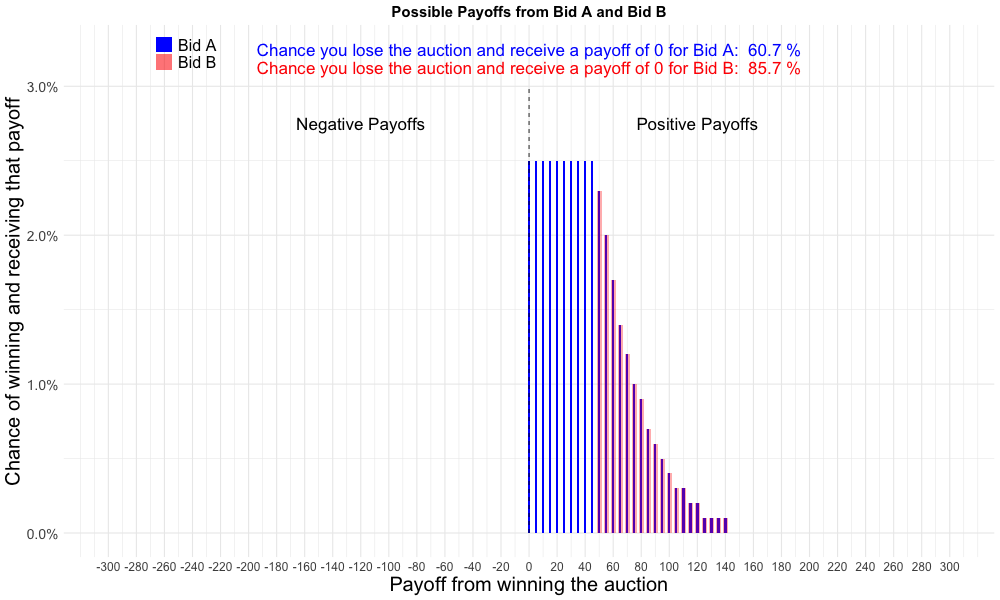 Possible Payoffs from Bid A and Bid B
Bid A
Bid B
Chance you lose the auction and receive a payoff of 0 for Bid A: 60.7 %
Chance you lose the auction and receive a payoff of 0 for Bid B: 85.7 %
Negative Payoffs
Positive Payoffs
Chance of winning and receiving that payoff
3.0%
2.0%
1.0%
0.0%
-300 -280 -260 -240 -220 -200 -180 -160 -140 -120 -100 -80 -60 -40 -20 0 20 40 60 80 100 120 140 160 180 200 220 240 260 280 300
Payoff from winning the auction